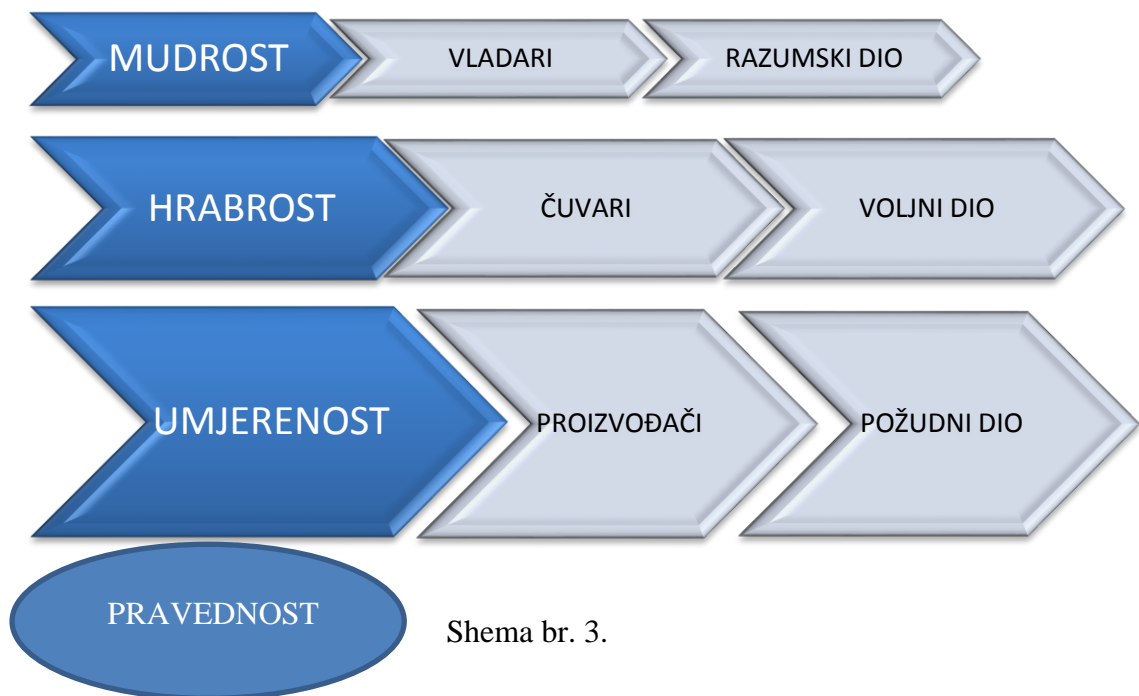 MUDROST VLADARI RAZUMSKI DIO
HRABROST ČUVARI VOLJNI DIO
UMJERENOST PROIZVOĐAČI POŽUDNI DIO
PRAVEDNOST
Shema br. 3.